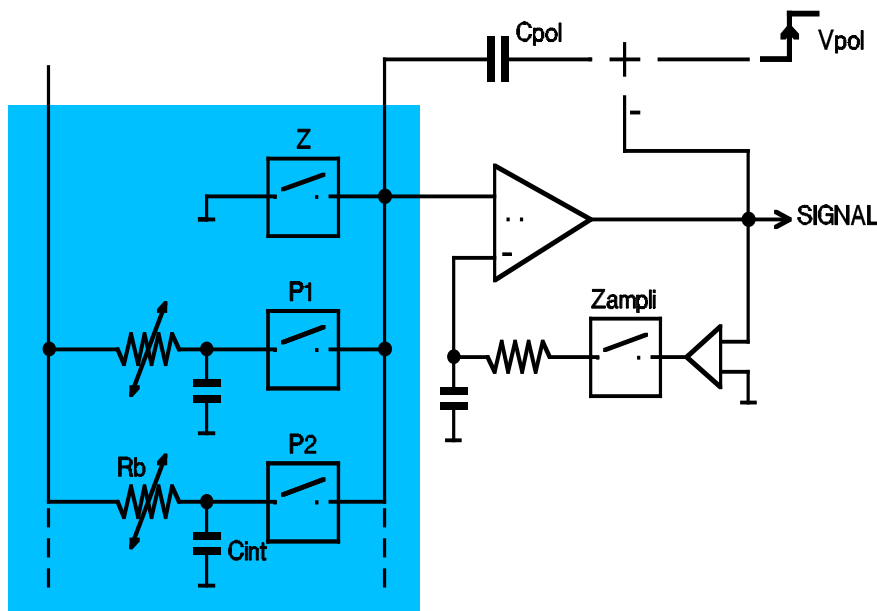 Cpol
Vpol
+
-
Z
SIGNAL
-
P1
Zampli
P2
Rb
Cint